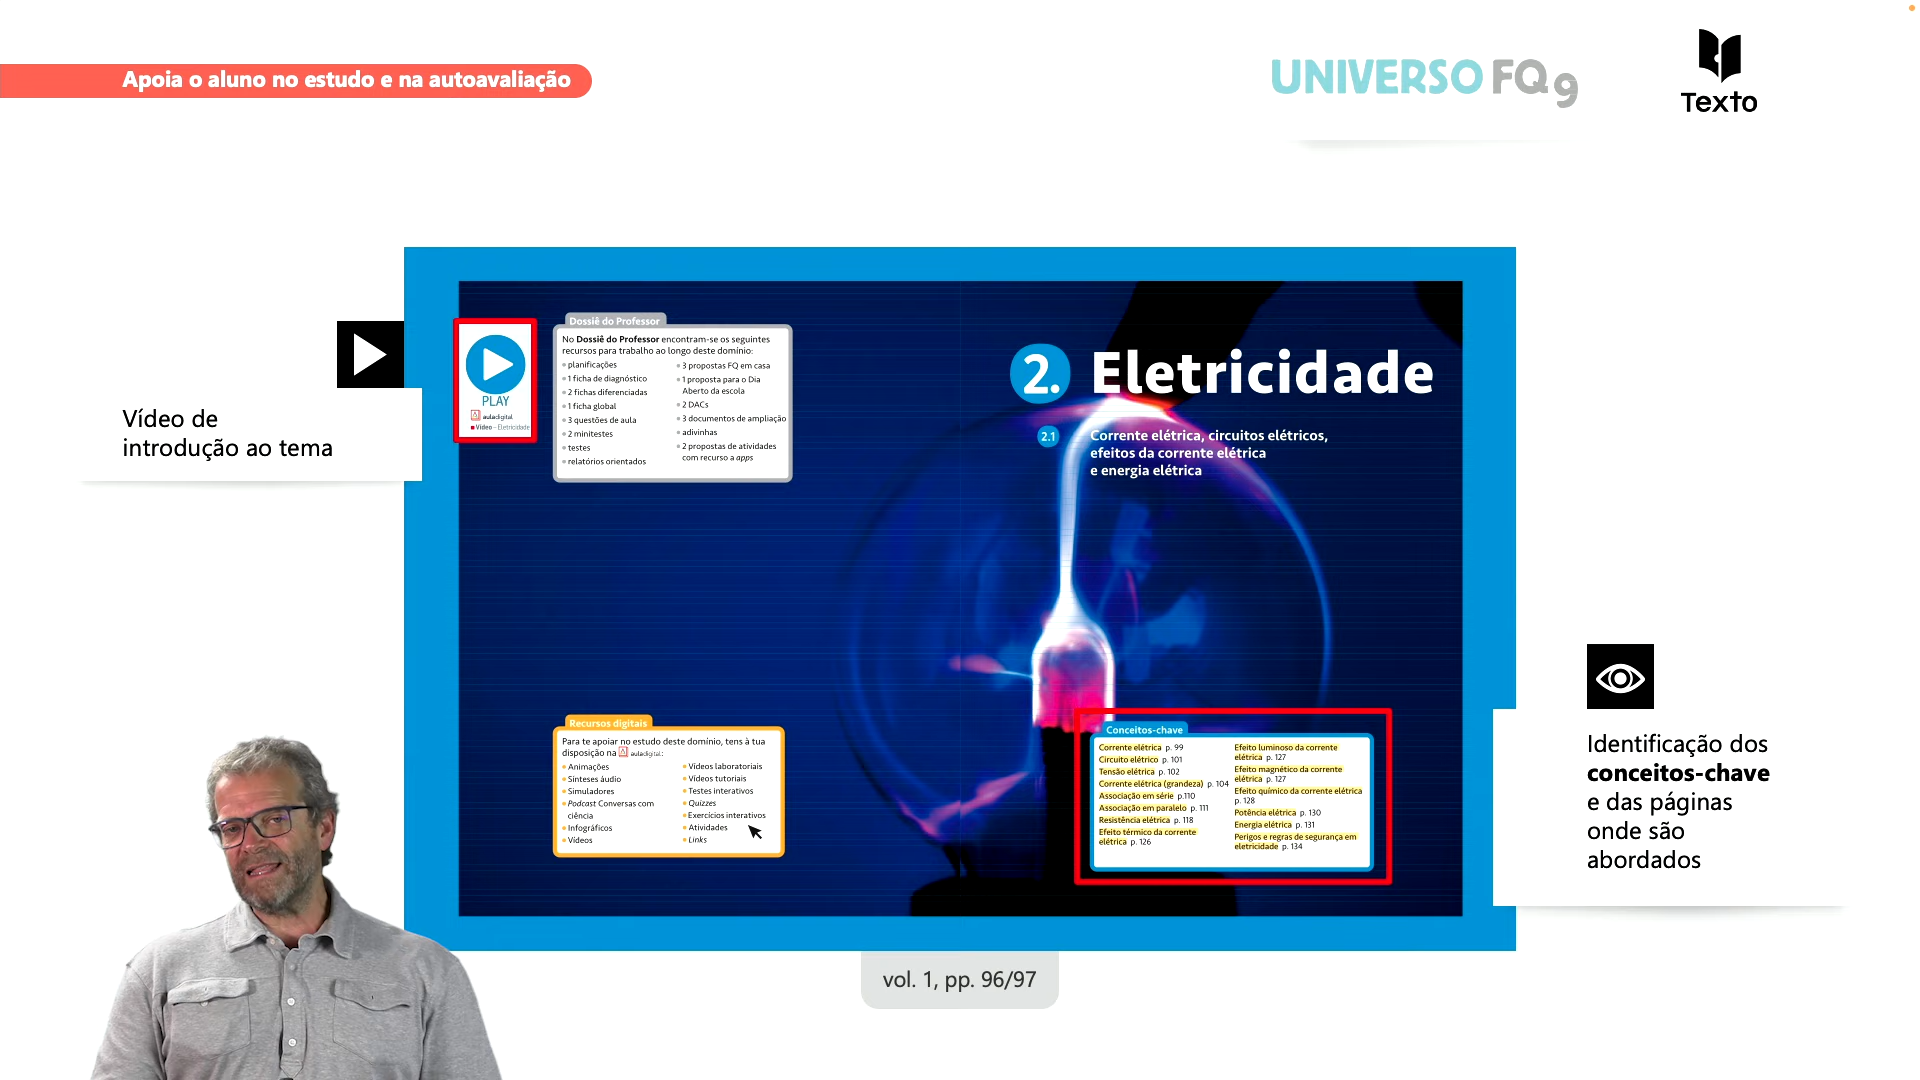 Apoia o aluno no estudo e na autoavaliação
UNIVERSO FQ9
Texto
Vídeo de
introdução ao tema
PLAY
auladigital
Vídeo – Eletricidade
Dossiê do Professor
No Dossiê do Professor encontram-se os seguintes
recursos para trabalho ao longo deste domínio:
planificações
1 ficha de diagnóstico
2 fichas diferenciadas
1 ficha global
3 questões de aula
2 minitestes
testes
relatórios orientados
3 propostas FQ em casa
1 proposta para o Dia
Aberto da escola
2 DACs
3 documentos de ampliação
adivinhas
2 propostas de atividades
com recurso a apps
2. Eletricidade
2.1 Corrente elétrica, circuitos elétricos,
efeitos da corrente elétrica
e energia elétrica
Recursos digitais
Para te apoiar no estudo deste domínio, tens à tua
disposição na auladigital:
Animações
Sínteses áudio
Simuladores
Podcast Conversas com
ciência
Infográficos
Vídeos
Vídeos laboratoriais
Vídeos tutoriais
Testes interativos
Quizzes
Exercícios interativos
Atividades
Links
Conceitos-chave
Corrente elétrica p. 99
Circuito elétrico p. 101
Tensão elétrica p. 102
Corrente elétrica (grandeza) p. 104
Associação em série p.110
Associação em paralelo p. 111
Resistência elétrica p. 118
Efeito térmico da corrente
elétrica p. 126
Efeito luminoso da corrente
elétrica p. 127
Efeito magnético da corrente
elétrica p. 127
Efeito químico da corrente elétrica
p. 128
Potência elétrica p. 130
Energia elétrica p. 131
Perigos e regras de segurança em
eletricidade p. 134
Identificação dos
conceitos-chave
e das páginas
onde são
abordados
vol. 1, pp. 96/97